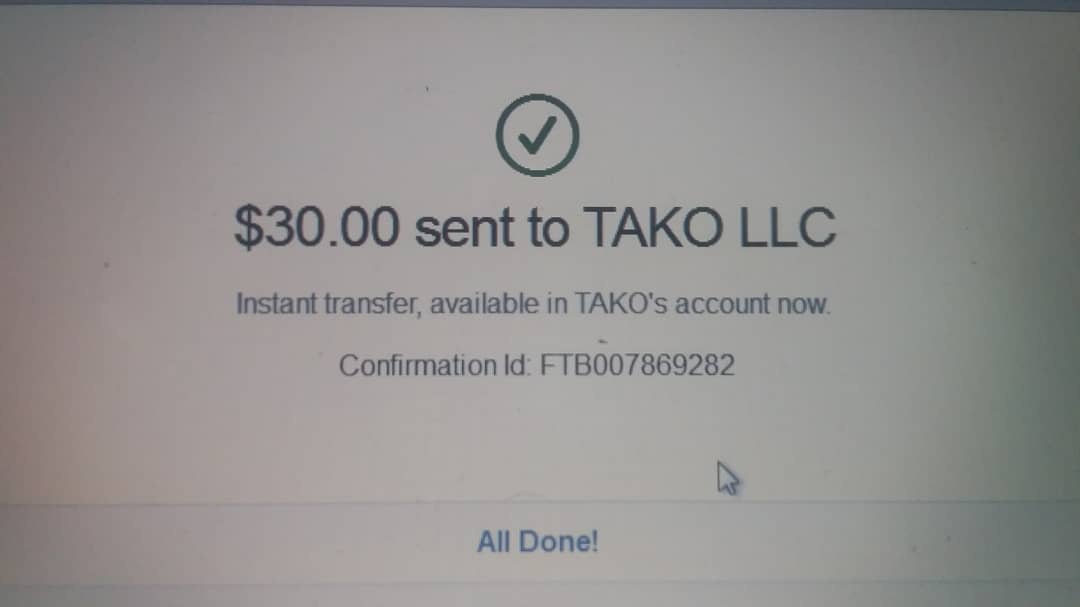 $30.00 sent to TAKO LLC
Instant transfer, available in TAKO's account now.
Confirmation Id: FTB007869282
All Done!